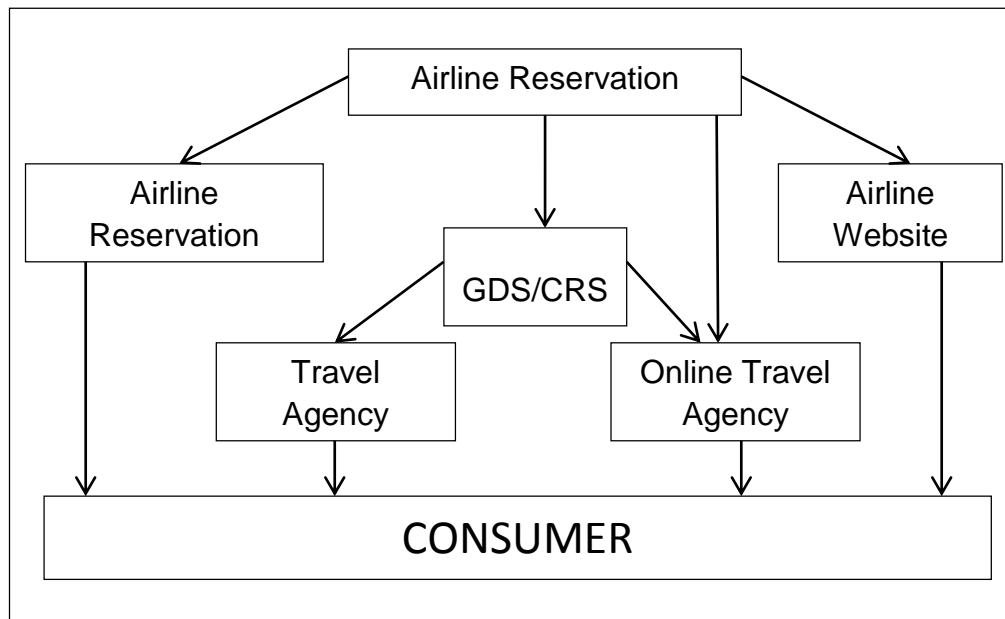 Airline Reservation
Airline
Reservation
Airline
Website
GDS/CRS
Travel
Agency
Online Travel
Agency
CONSUMER